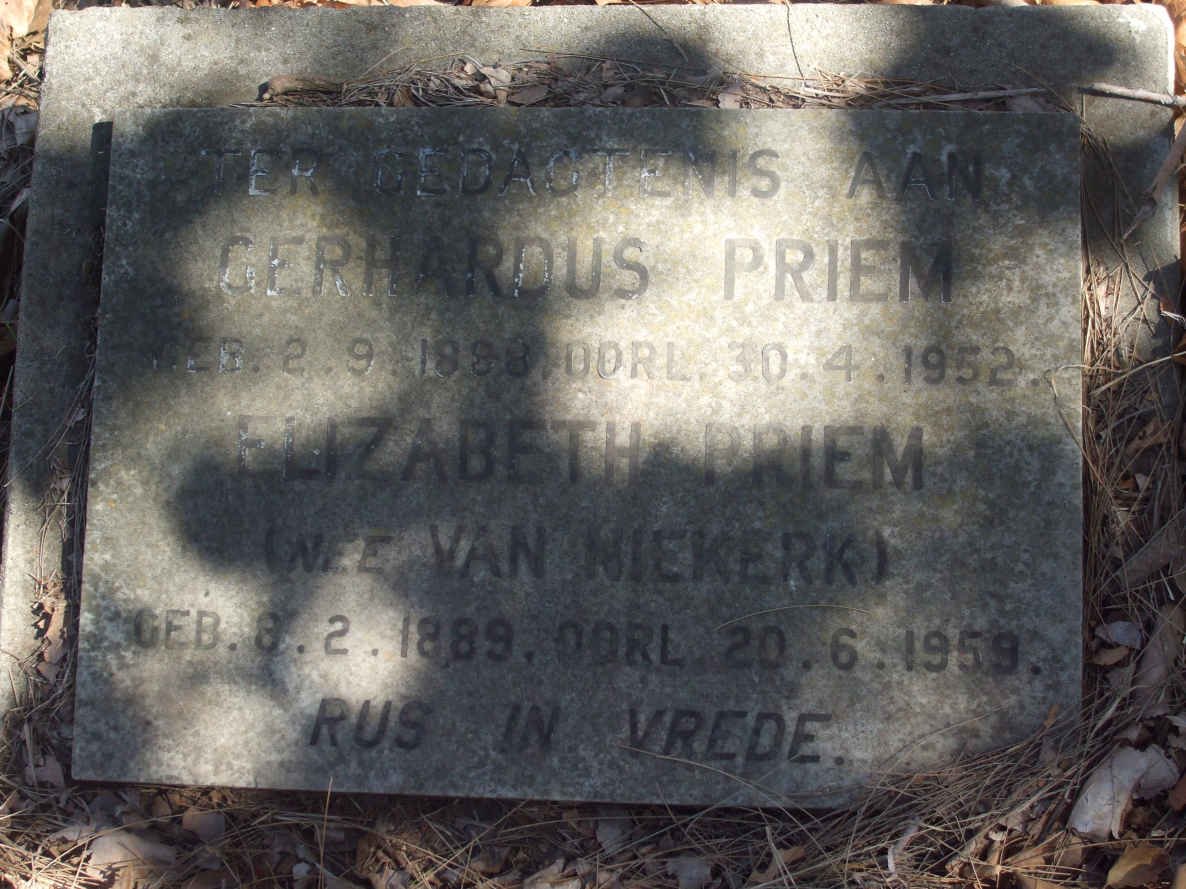 TER GEDAGTENIS AAN
GERHARDUS PRIEM
GEB. 2. 9. 1888, OORL. 30. 4. 1952.
ELIZABETH PRIEM
(NEE VAN NIEKERK)
GEB. 8. 2. 1889, OORL. 20. 6. 1959.
RUS IN VREDE.